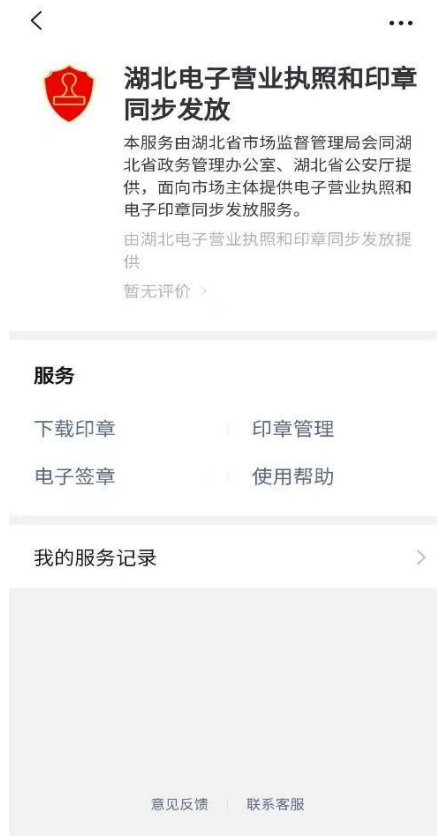 湖北电子营业执照和印章
同步发放
本服务由湖北省市场监督管理局会同湖
北省政务管理办公室、湖北省公安厅提
供，面向市场主体提供电子营业执照和
电子印章同步发放服务。
由湖北电子营业执照和印章同步发放提
供
暂无评价
服务
下载印章 印章管理
电子签章 使用帮助
我的服务记录
意见反馈 联系客服